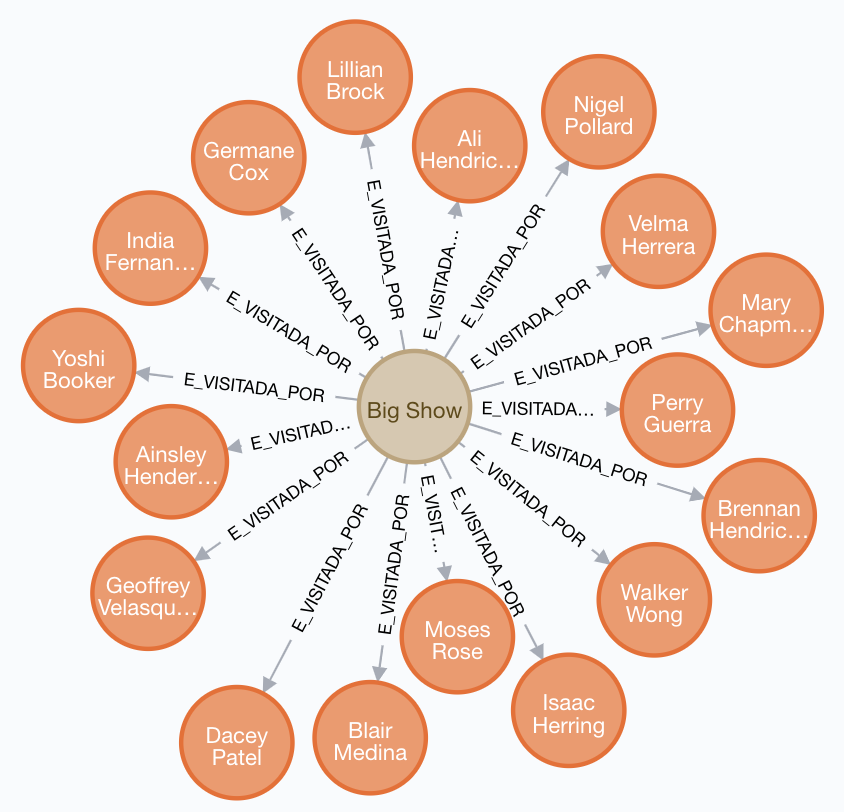 Lillian
Brock
Ali
Hendric…
Nigel
Pollard
Germane
Cox
Velma
Herrera
India
Fernan…
Mary
Chapm…
Yoshi
Booker
Perry
Guerra
Ainsley
Hender…
Brennan
Hendric…
Geoffrey
Velasqu…
Walker
Wong
Moses
Rose
Isaac
Herring
Dacey
Patel
Blair
Medina
Big Show
E_VISITADA_POR
E_VISITADA…
E_VISITADA_POR
E_VISITADA_POR
E_VISITADA_POR
E_VISITADA_POR
E_VISITADA_POR
E_VISITADA_POR
E_VISITADA…
E_VISITAD…
E_VISITADA_POR
E_VISITADA_POR
E_VISITADA_POR
E_VISIT…
E_VISITADA_POR
E_VISITADA_POR
E_VISITADA_POR